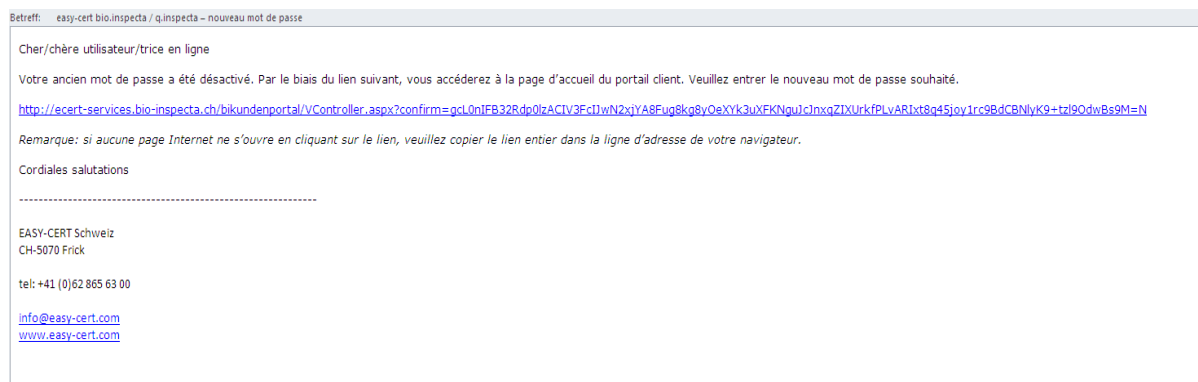 Betreff: easy-cert bio.inspecta / q.inspecta – nouveau mot de passe
Cher/chère utilisateur/trice en ligne
Votre ancien mot de passe a été désactivé. Par le biais du lien suivant, vous accéderez à la page d’accueil du portail client. Veuillez entrer le nouveau mot de passe souhaité.
http://ecert-services.bio-inspecta.ch/bikundenportal/VController.aspx?confirm=gcL0nIFB32Rdp0lzACIV3FcIJwN2xjYA8Fug8kg8yOeXYk3uXFKNguJcJnxqZIXUrkfPLvARIxt8q45joy1rc9BdCBNlyK9+tzl9OdwBs9M=N
Remarque: si aucune page Internet ne s’ouvre en cliquant sur le lien, veuillez copier le lien entier dans la ligne d’adresse de votre navigateur.
Cordiales salutations
------------------------------------------------------------
EASY-CERT Schweiz
CH-5070 Frick
tel: +41 (0)62 865 63 00
info@easy-cert.com
www.easy-cert.com